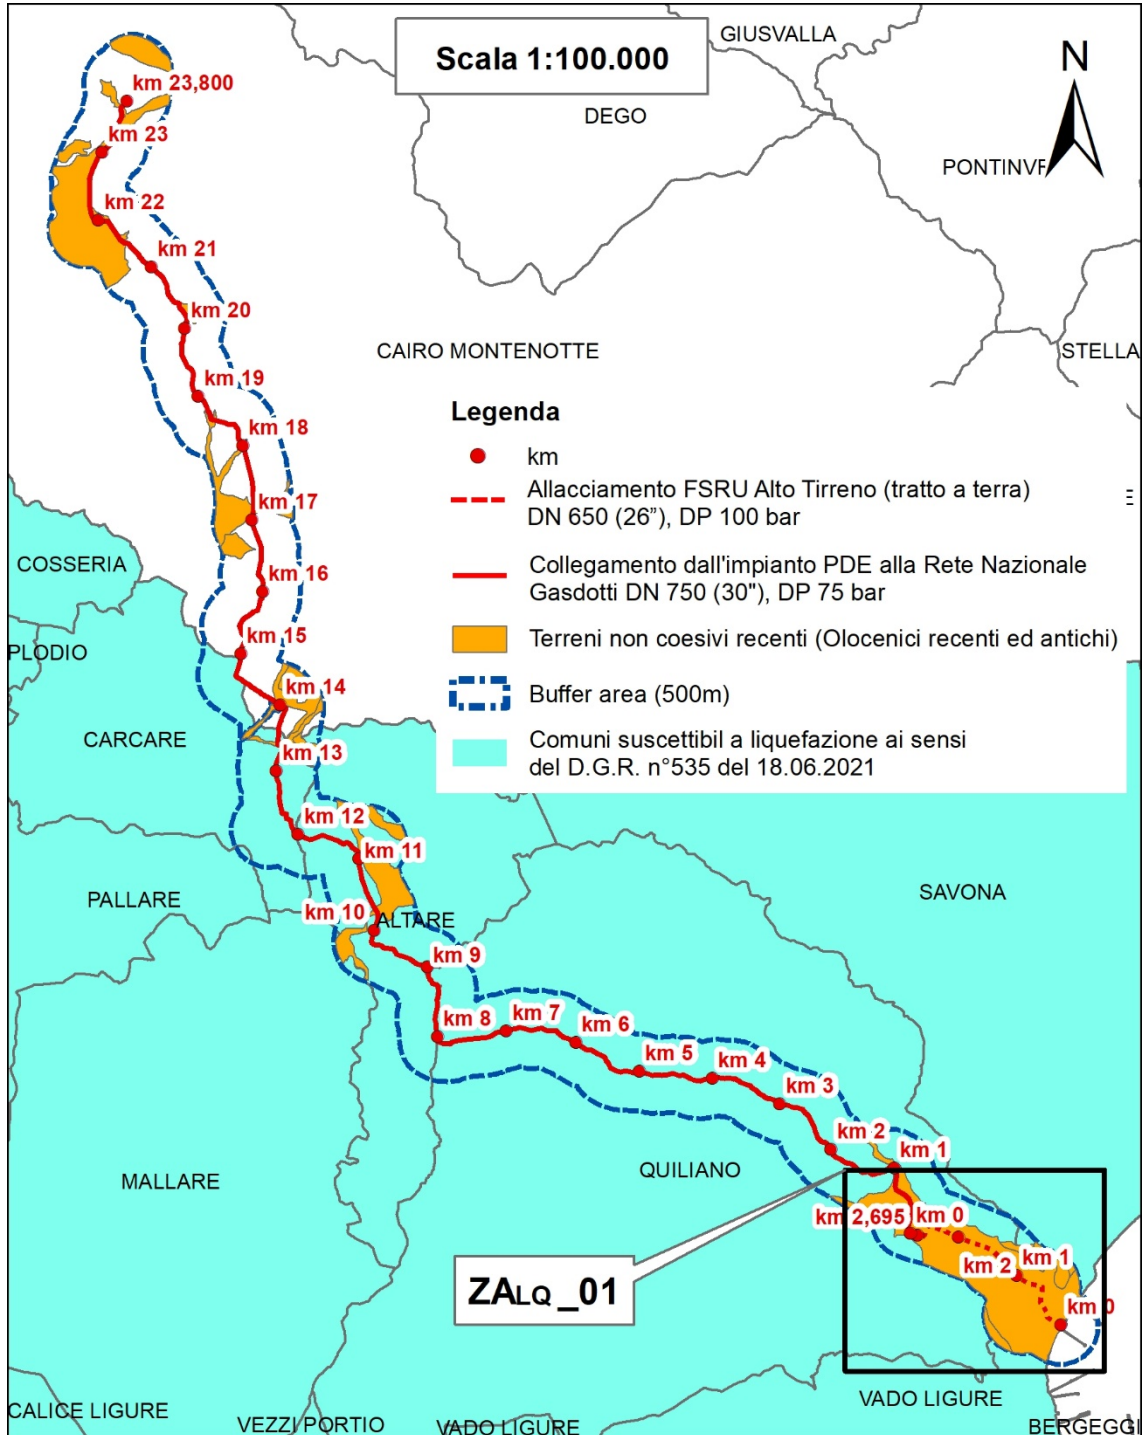 GIUSVALLA
Scala 1:100.000
N
km 23,800
DEGO
km 23
PONTINVR
km 22
km 21
km 20
CAIRO MONTENOTTE
STELLA
km 19
Legenda
km 18
km
Allacciamento FSRU Alto Tirreno (tratto a terra)
DN 650 (26”), DP 100 bar
E
km 17
COSSERIA
Collegamento dall'impianto PDE alla Rete Nazionale
Gasdotti DN 750 (30"), DP 75 bar
km 16
km 15
Terreni non coesivi recenti (Olocenici recenti ed antichi)
PLODIO
km 14
Buffer area (500m)
CARCARE
km 13
Comuni suscettibil a liquefazione ai sensi
del D.G.R. n°535 del 18.06.2021
km 12
km 11
PALLARE
SAVONA
km 10
ALTARE
km 9
km 8
km 7
km 6
km 5
km 4
km 3
km 2
km 1
MALLARE
QUILIANO
km 2,695
km 0
km 2
km 1
ZALQ_01
km 0
VADO LIGURE
CALICE LIGURE
VEZZI PORTIO
VADO LIGURE
BERGEGGI